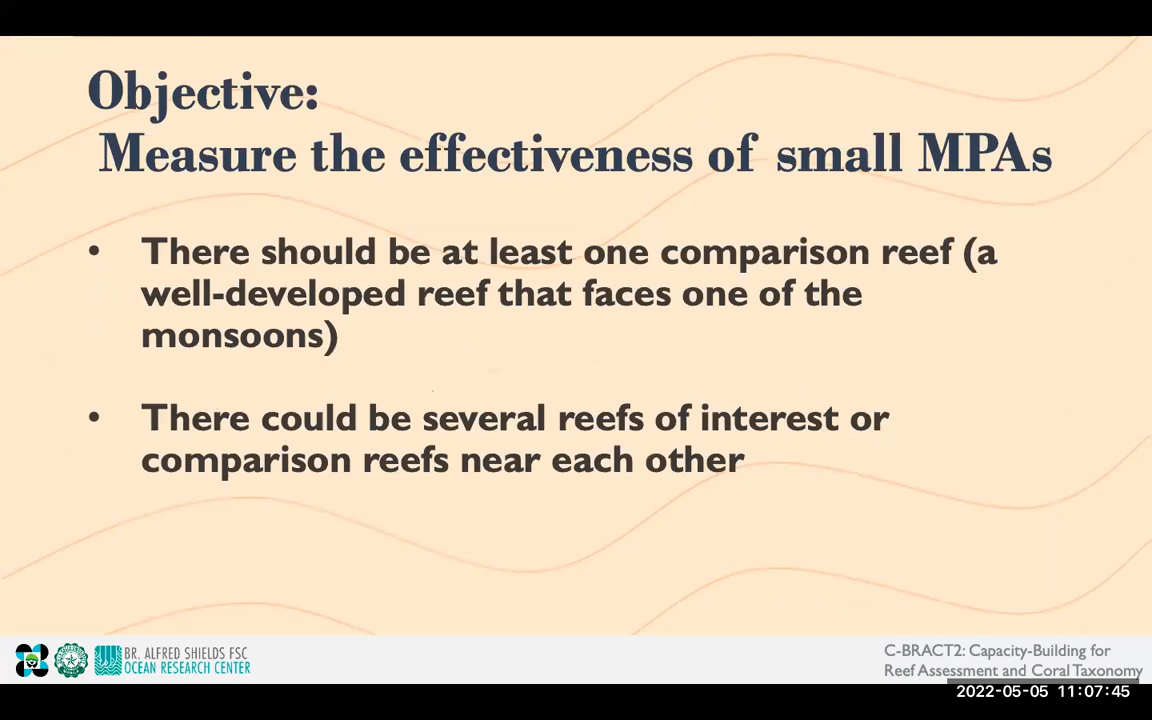 Objective:
Measure the effectiveness of small MPAs
• There should be at least one comparison reef (a
well-developed reef that faces one of the
monsoons)
• There could be several reefs of interest or
comparison reefs near each other
BR. ALFRED SHIELDS FSC
OCEAN RESEARCH CENTER
C-BRACT2: Capacity-Building for
Reef Assessment and Coral Taxonomy
2022-05-05 11:07:45